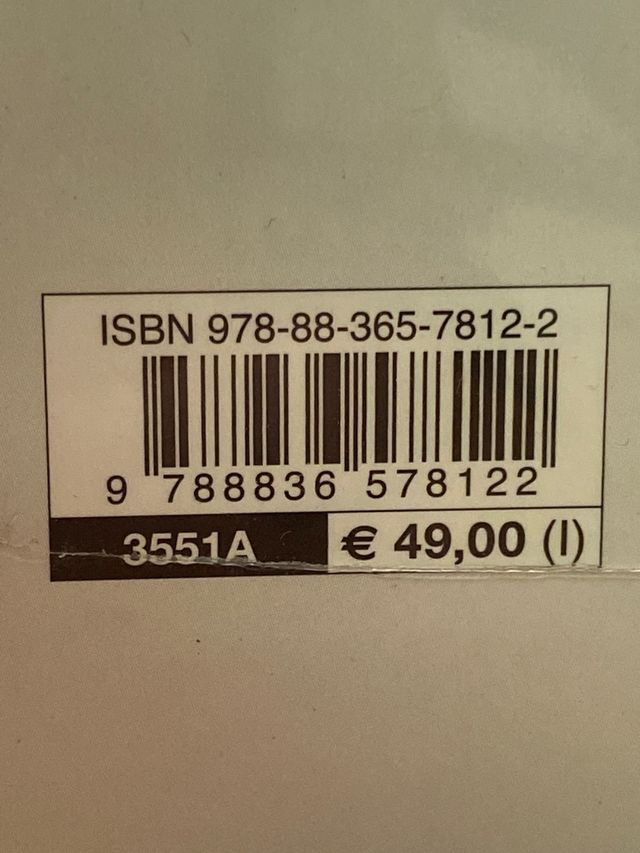 ISBN 978-88-365-7812-2
9 788836 578122
3551A € 49,00 (I)